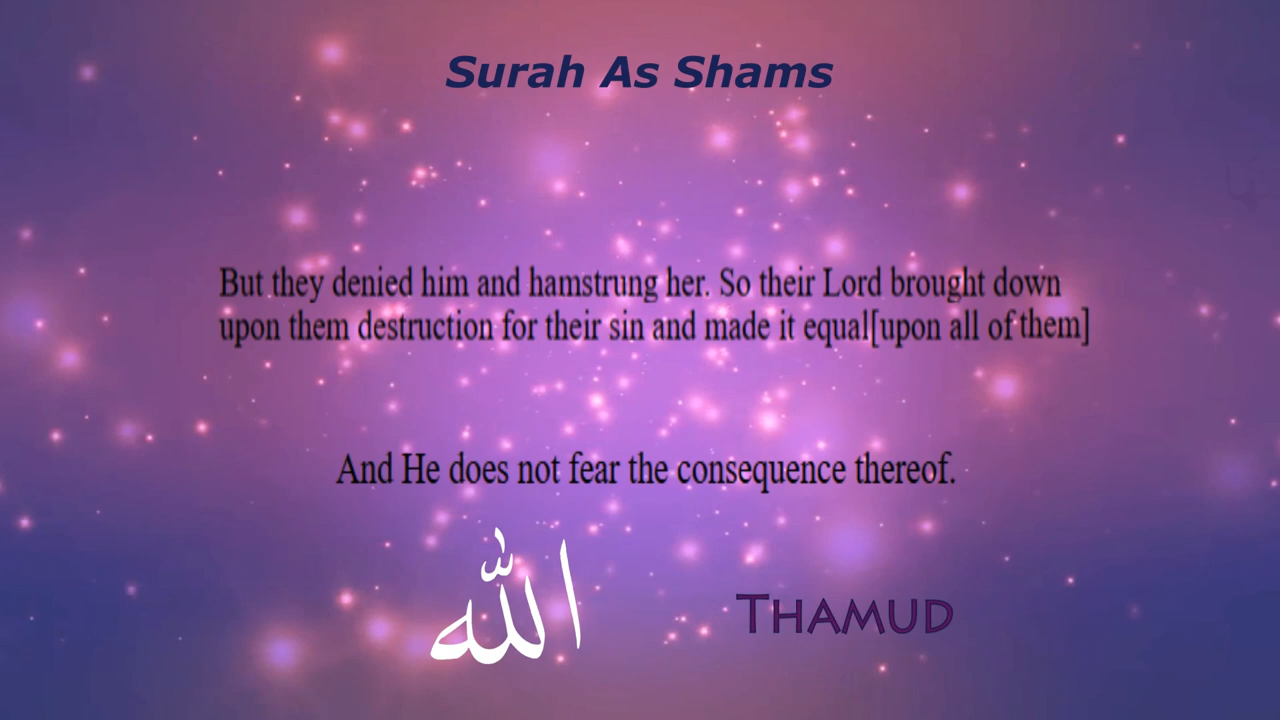 Surah As Shams
But they denied him and hamstrung her. So their Lord brought down
upon them destruction for their sin and made it equal[upon all of them]
And He does not fear the consequence thereof.
الله
THAMUD